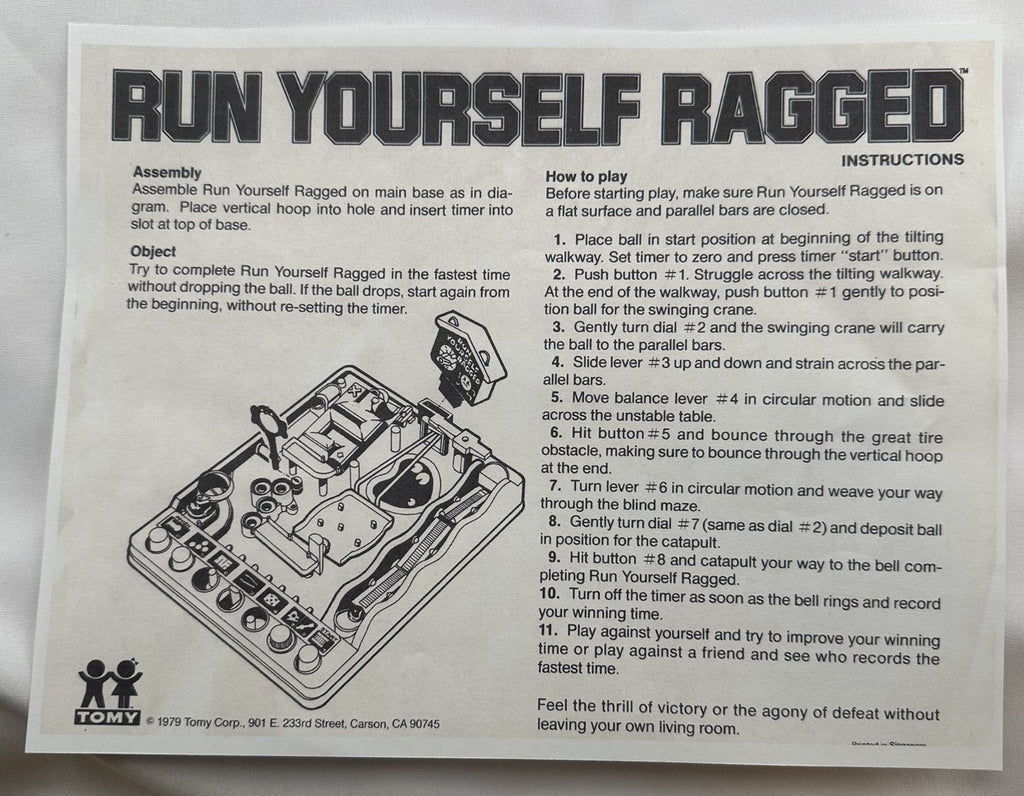 RUN YOURSELF RAGGED™
INSTRUCTIONS
Assembly
Assemble Run Yourself Ragged on main base as in dia-
gram. Place vertical hoop into hole and insert timer into
slot at top of base.
Object
Try to complete Run Yourself Ragged in the fastest time
without dropping the ball. If the ball drops, start again from
the beginning, without re-setting the timer.
RUN
YOURSELF
RAGGED
START
TOMY
© 1979 Tomy Corp., 901 E. 233rd Street, Carson, CA 90745
How to play
Before starting play, make sure Run Yourself Ragged is on
a flat surface and parallel bars are closed.
1. Place ball in start position at beginning of the tilting
walkway. Set timer to zero and press timer "start" button.
2. Push button #1. Struggle across the tilting walkway.
At the end of the walkway, push button #1 gently to posi-
tion ball for the swinging crane.
3. Gently turn dial #2 and the swinging crane will carry
the ball to the parallel bars.
4. Slide lever #3 up and down and strain across the par-
allel bars.
5. Move balance lever #4 in circular motion and slide
across the unstable table.
6. Hit button #5 and bounce through the great tire
obstacle, making sure to bounce through the vertical hoop
at the end.
7. Turn lever #6 in circular motion and weave your way
through the blind maze.
8. Gently turn dial #7 (same as dial #2) and deposit ball
in position for the catapult.
9. Hit button #8 and catapult your way to the bell com-
pleting Run Yourself Ragged.
10. Turn off the timer as soon as the bell rings and record
your winning time.
11. Play against yourself and try to improve your winning
time or play against a friend and see who records the
fastest time.
Feel the thrill of victory or the agony of defeat without
leaving your own living room.
Printed in Singapore